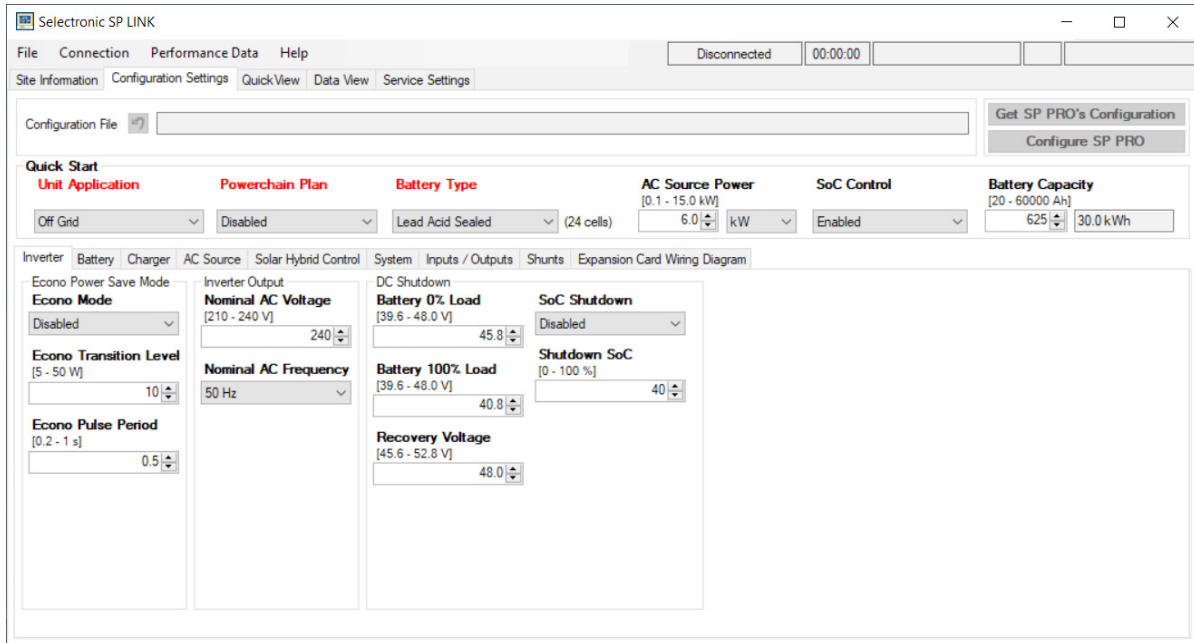 Selectronic SP LINK
File Connection Performance Data Help Disconnected 00:00:00
Site Information Configuration Settings QuickView Data View Service Settings
Configuration File Get SP PRO's Configuration
Configure SP PRO
Quick Start
Unit Application Powerchain Plan Battery Type AC Source Power SoC Control Battery Capacity
[0.1 - 15.0 kW] [20 - 60000 Ah]
Off Grid Disabled Lead Acid Sealed (24 cells) 6.0 kW Enabled 625 30.0 kWh
Inverter Battery Charger AC Source Solar Hybrid Control System Inputs / Outputs Shunts Expansion Card Wiring Diagram
Econo Power Save Mode
Econo Mode
Disabled
Econo Transition Level
[5 - 50 W]
10
Econo Pulse Period
[0.2 - 1 s]
0.5
Inverter Output
Nominal AC Voltage
[210 - 240 V]
240
Nominal AC Frequency
50 Hz
DC Shutdown
Battery 0% Load
[39.6 - 48.0 V]
45.8
Battery 100% Load
[39.6 - 48.0 V]
40.8
Recovery Voltage
[45.6 - 52.8 V]
48.0
SoC Shutdown
Disabled
Shutdown SoC
[0 - 100 %]
40